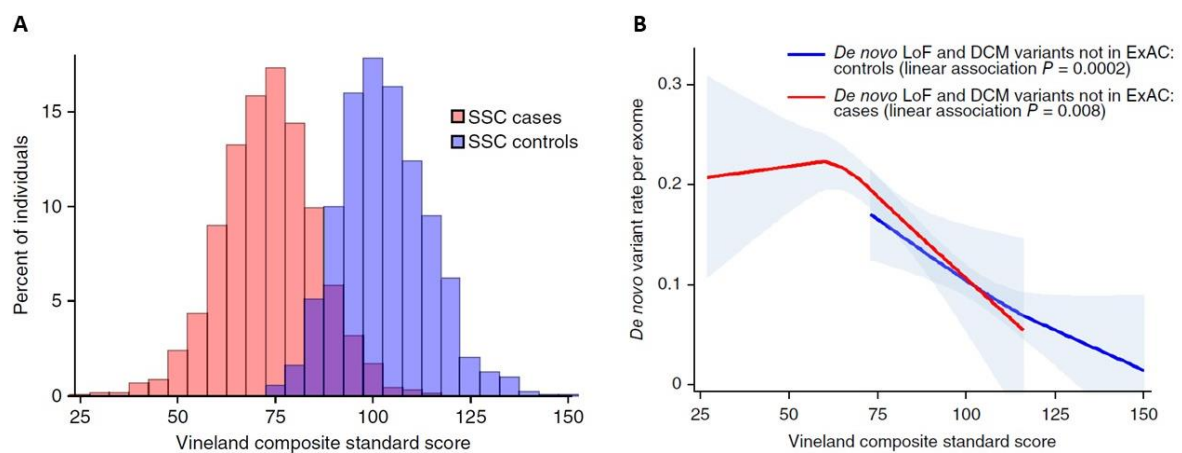 A
Percent of individuals
15
10
5
0
25
50
75
100
125
150
Vineland composite standard score
SSC cases
SSC controls
B
De novo variant rate per exome
0.3
0.2
0.1
0
25
50
75
100
125
150
Vineland composite standard score
De novo LoF and DCM variants not in ExAC:
controls (linear association P = 0.0002)
De novo LoF and DCM variants not in ExAC:
cases (linear association P = 0.008)